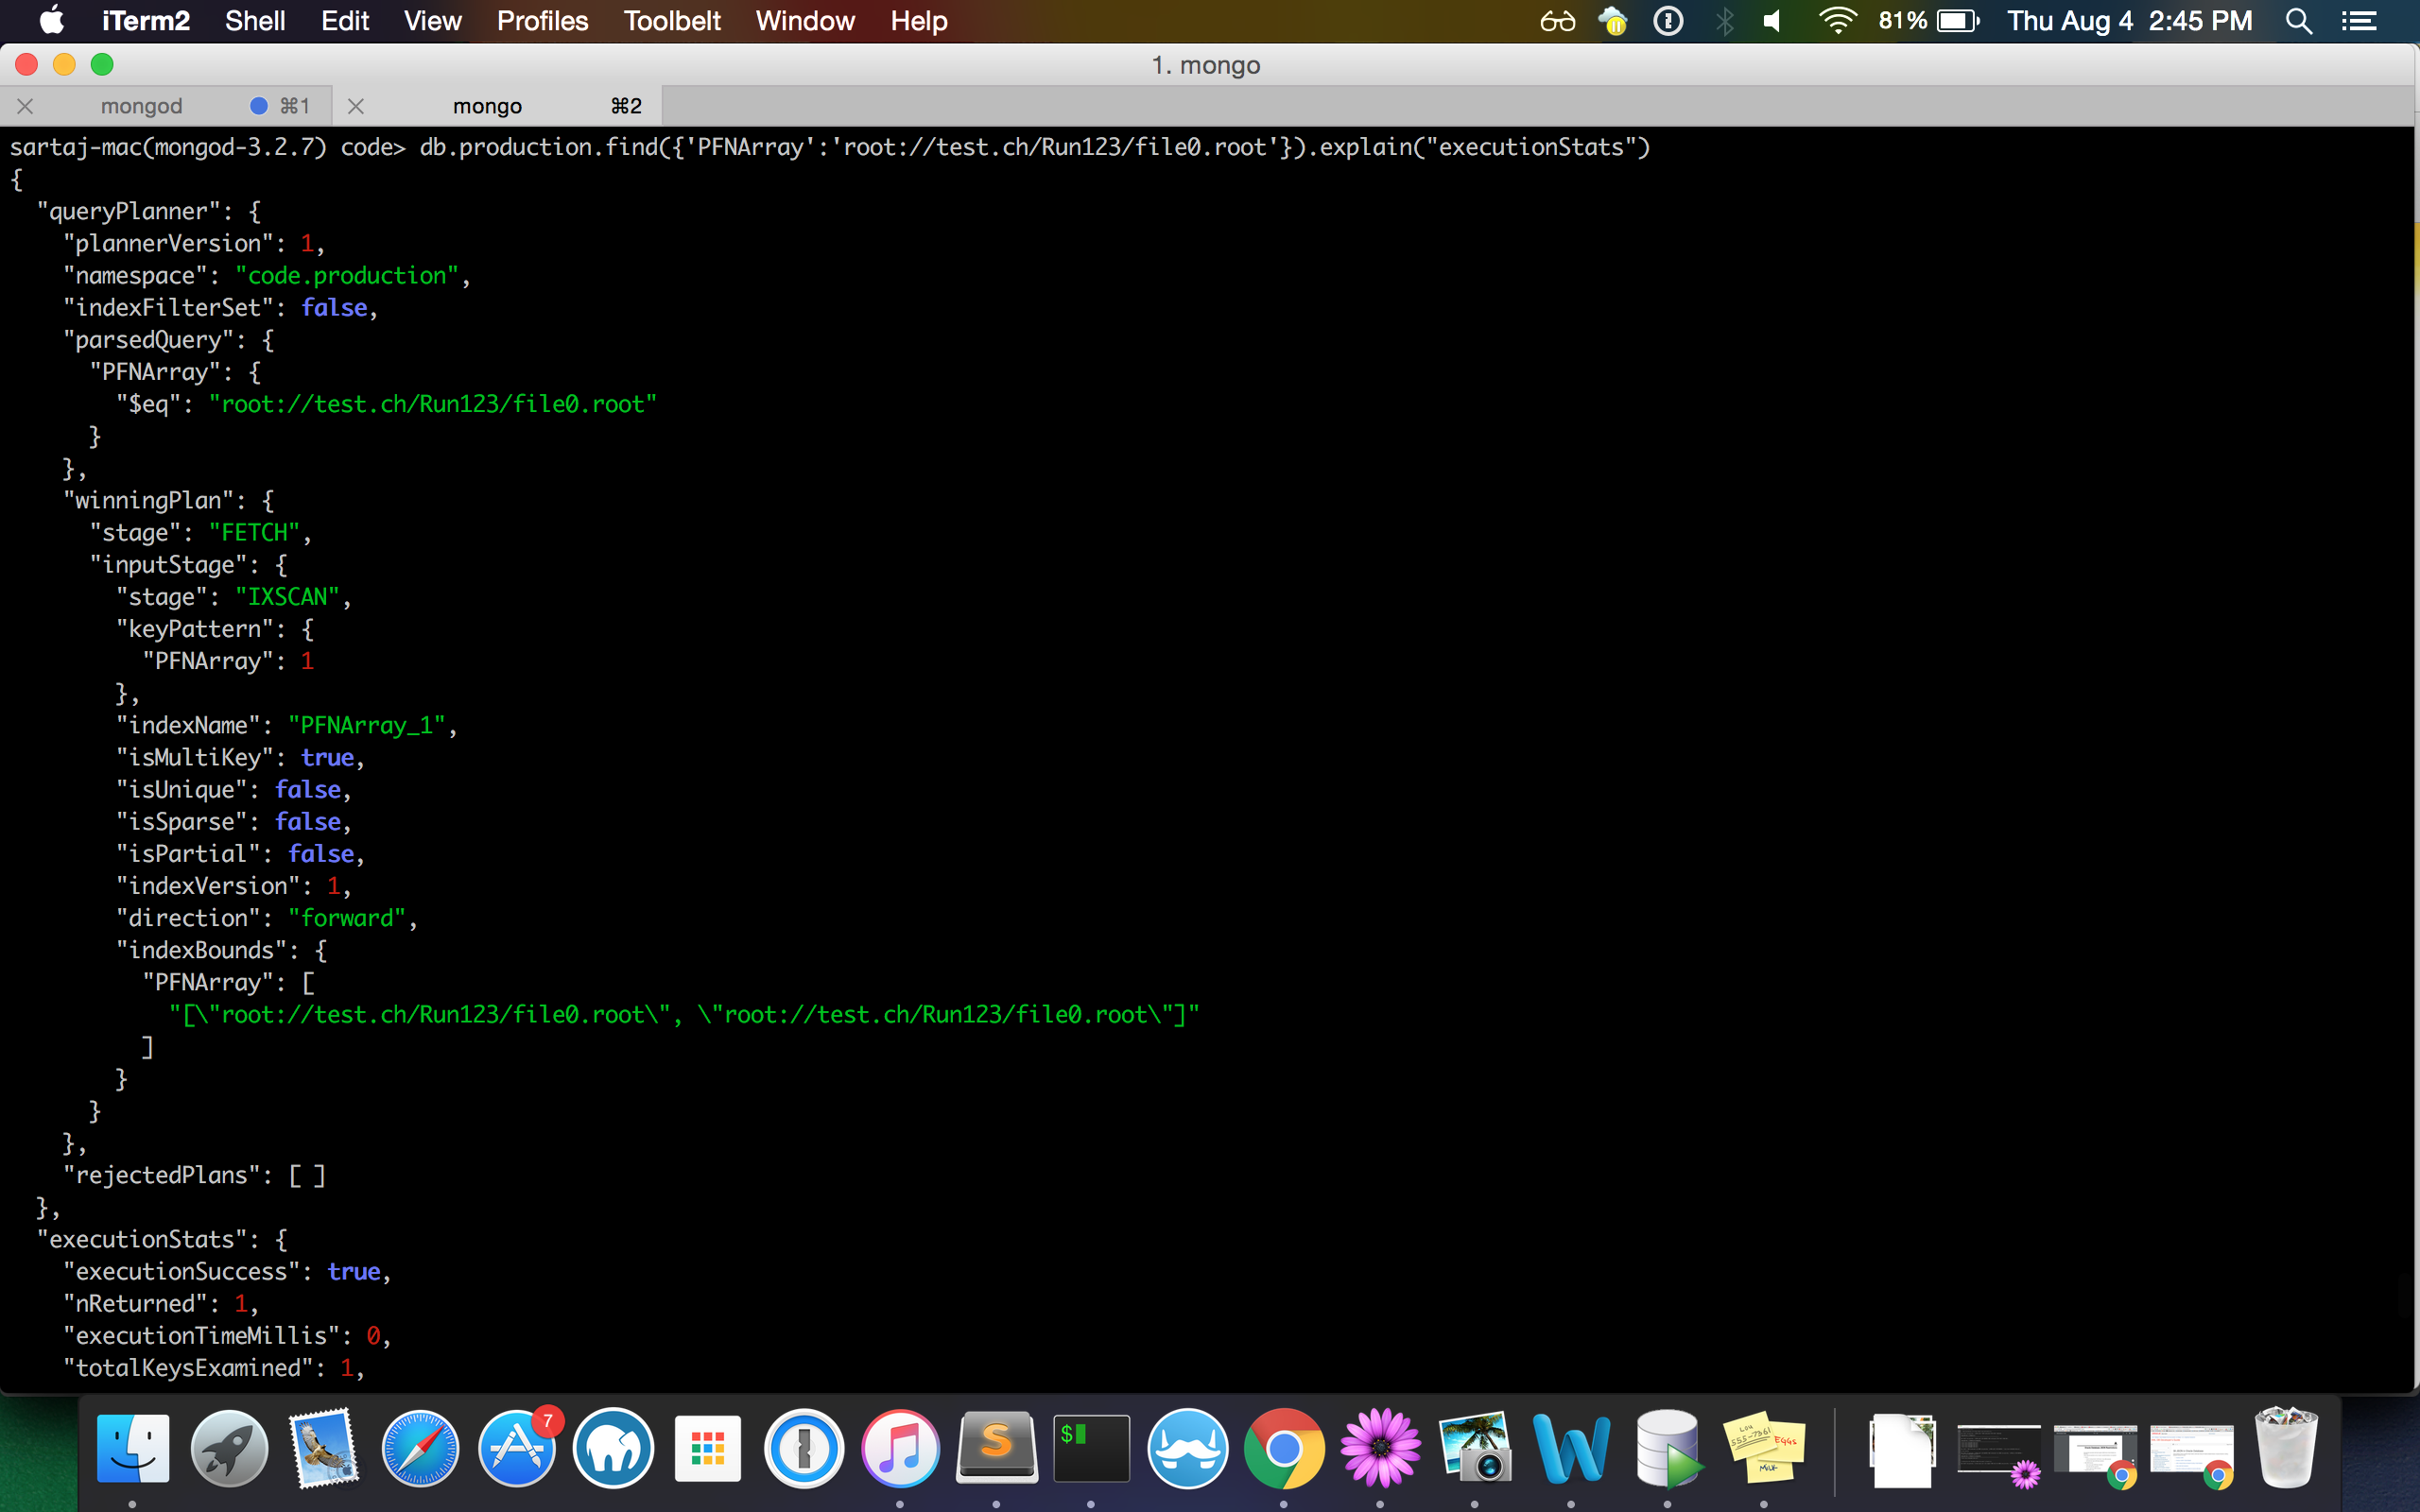 iTerm2 Shell Edit View Profiles Toolbelt Window Help 81% Thu Aug 4 2:45 PM
1. mongo
mongod ⌘1 mongo ⌘2
sartaj-mac(mongod-3.2.7) code> db.production.find({'PFNArray':'root://test.ch/Run123/file0.root'}).explain("executionStats")
{
  "queryPlanner": {
    "plannerVersion": 1,
    "namespace": "code.production",
    "indexFilterSet": false,
    "parsedQuery": {
      "PFNArray": {
        "$eq": "root://test.ch/Run123/file0.root"
      }
    },
    "winningPlan": {
      "stage": "FETCH",
      "inputStage": {
        "stage": "IXSCAN",
        "keyPattern": {
          "PFNArray": 1
        },
        "indexName": "PFNArray_1",
        "isMultiKey": true,
        "isUnique": false,
        "isSparse": false,
        "isPartial": false,
        "indexVersion": 1,
        "direction": "forward",
        "indexBounds": {
          "PFNArray": [
            "[\"root://test.ch/Run123/file0.root\", \"root://test.ch/Run123/file0.root\"]"
          ]
        }
      }
    },
    "rejectedPlans": [ ]
  },
  "executionStats": {
    "executionSuccess": true,
    "nReturned": 1,
    "executionTimeMillis": 0,
    "totalKeysExamined": 1,
7
$
S
LOW
555-7361
EGGS
MILK